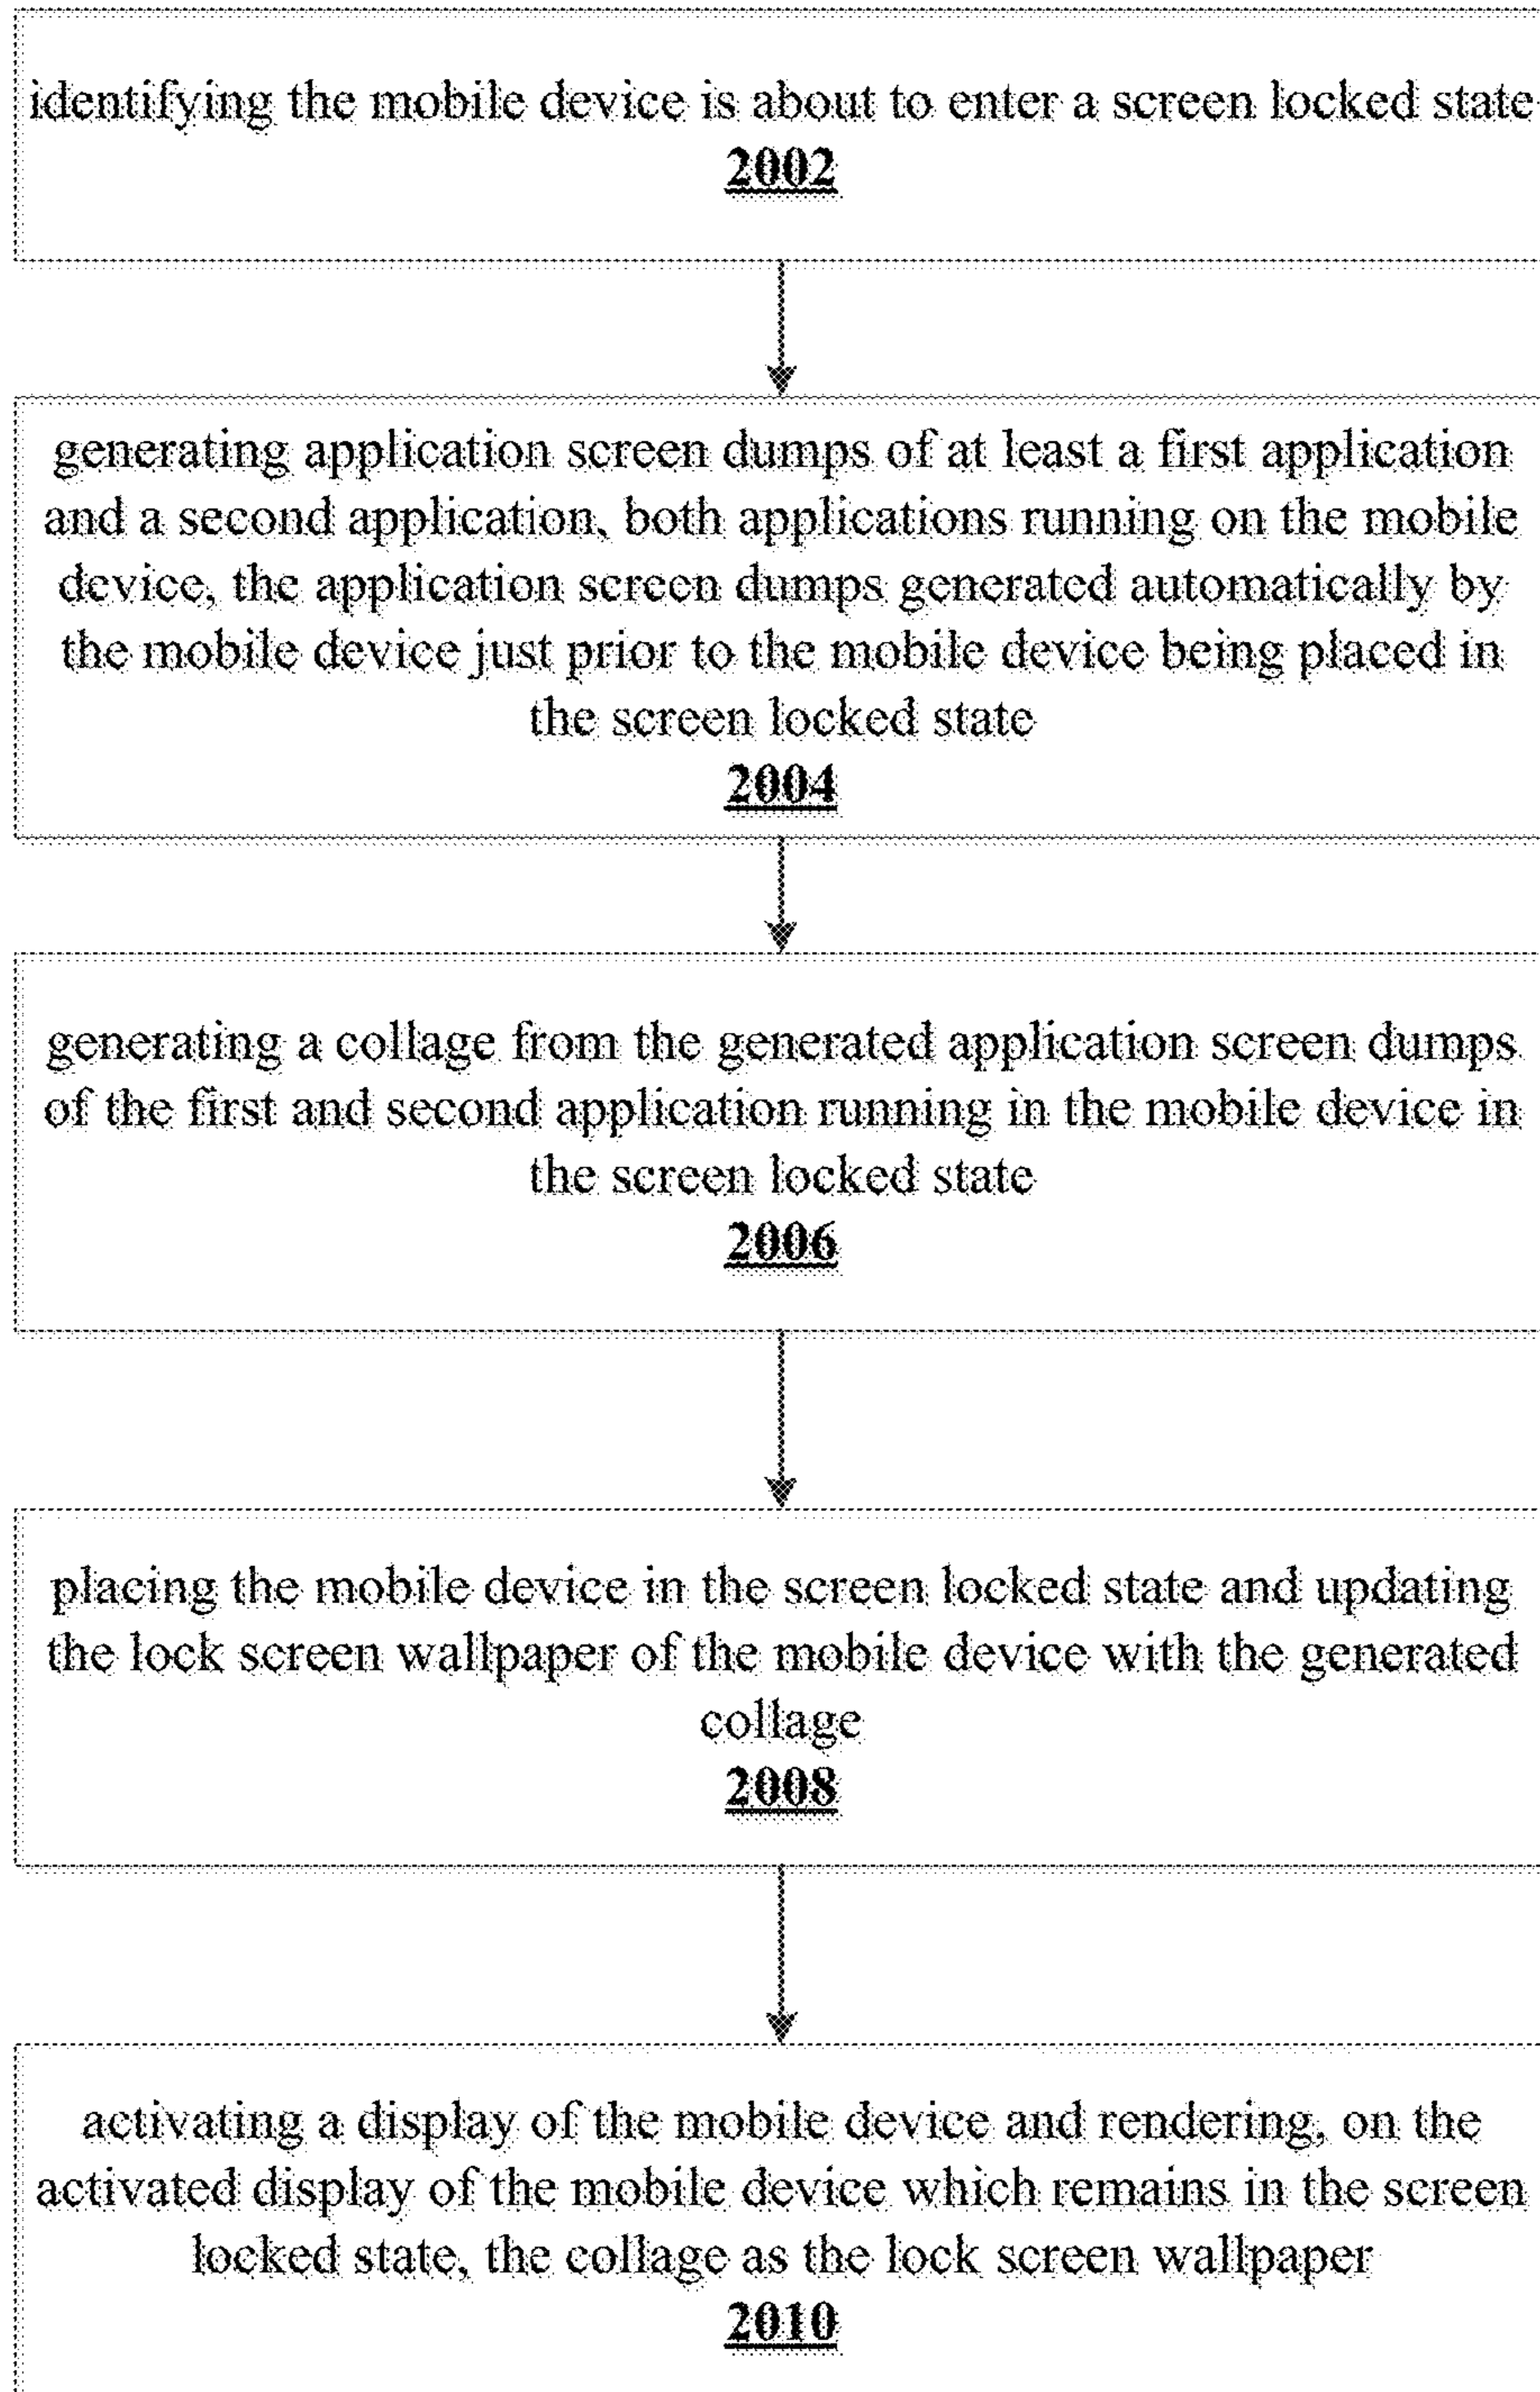 identifying the mobile device is about to enter a screen locked state
2002
generating application screen dumps of at least a first application
and a second application, both applications running on the mobile
device, the application screen dumps generated automatically by
the mobile device just prior to the mobile device being placed in
the screen locked state
2004
generating a collage from the generated application screen dumps
of the first and second application running in the mobile device in
the screen locked state
2006
placing the mobile device in the screen locked state and updating
the lock screen wallpaper of the mobile device with the generated
collage
2008
activating a display of the mobile device and rendering, on the
activated display of the mobile device which remains in the screen
locked state, the collage as the lock screen wallpaper
2010